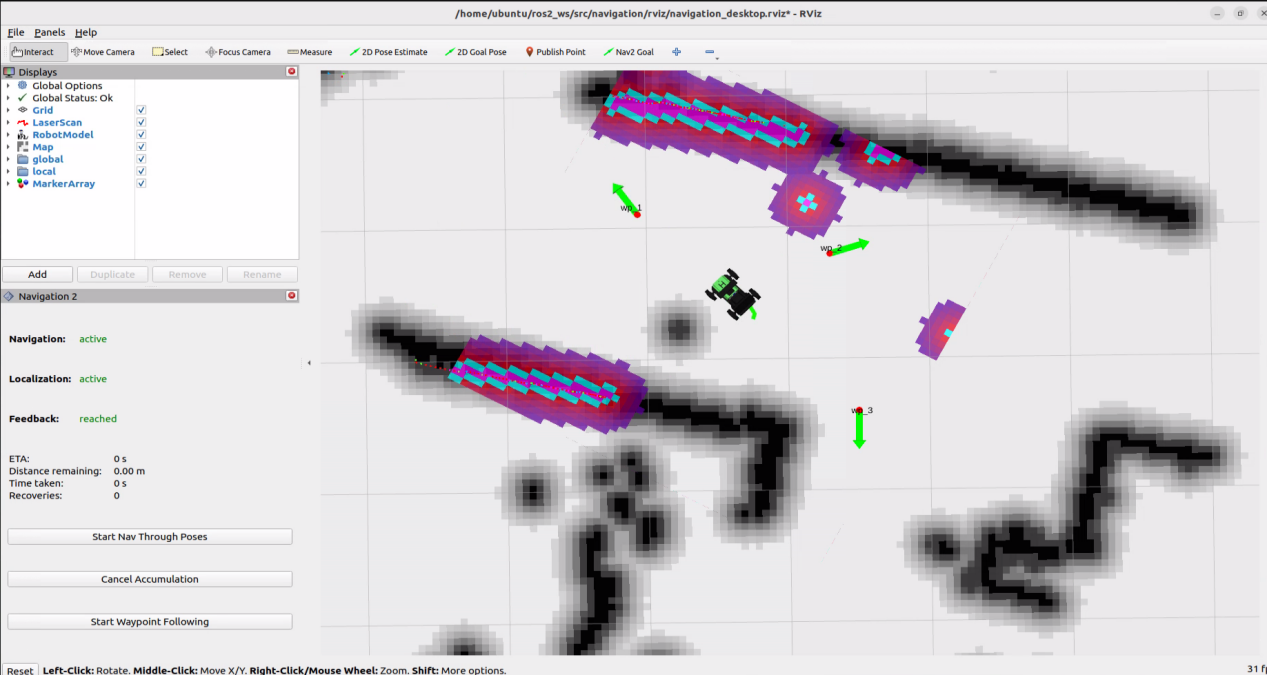 /home/ubuntu/ros2_ws/src/navigation/rviz/navigation_desktop.rviz* - RViz
File Panels Help
Interact Move Camera Select Focus Camera Measure 2D Pose Estimate 2D Goal Pose Publish Point Nav2 Goal
Displays
Global Options
Global Status: Ok
Grid
LaserScan
RobotModel
Map
global
local
MarkerArray
Add Duplicate Remove Rename
Navigation 2
Navigation: active
Localization: active
Feedback: reached
ETA: 0 s
Distance remaining: 0.00 m
Time taken: 0 s
Recoveries: 0
Start Nav Through Poses
Cancel Accumulation
Start Waypoint Following
wp_1
wp_2
wp_3
Reset Left-Click: Rotate. Middle-Click: Move X/Y. Right-Click/Mouse Wheel: Zoom. Shift: More options.
31